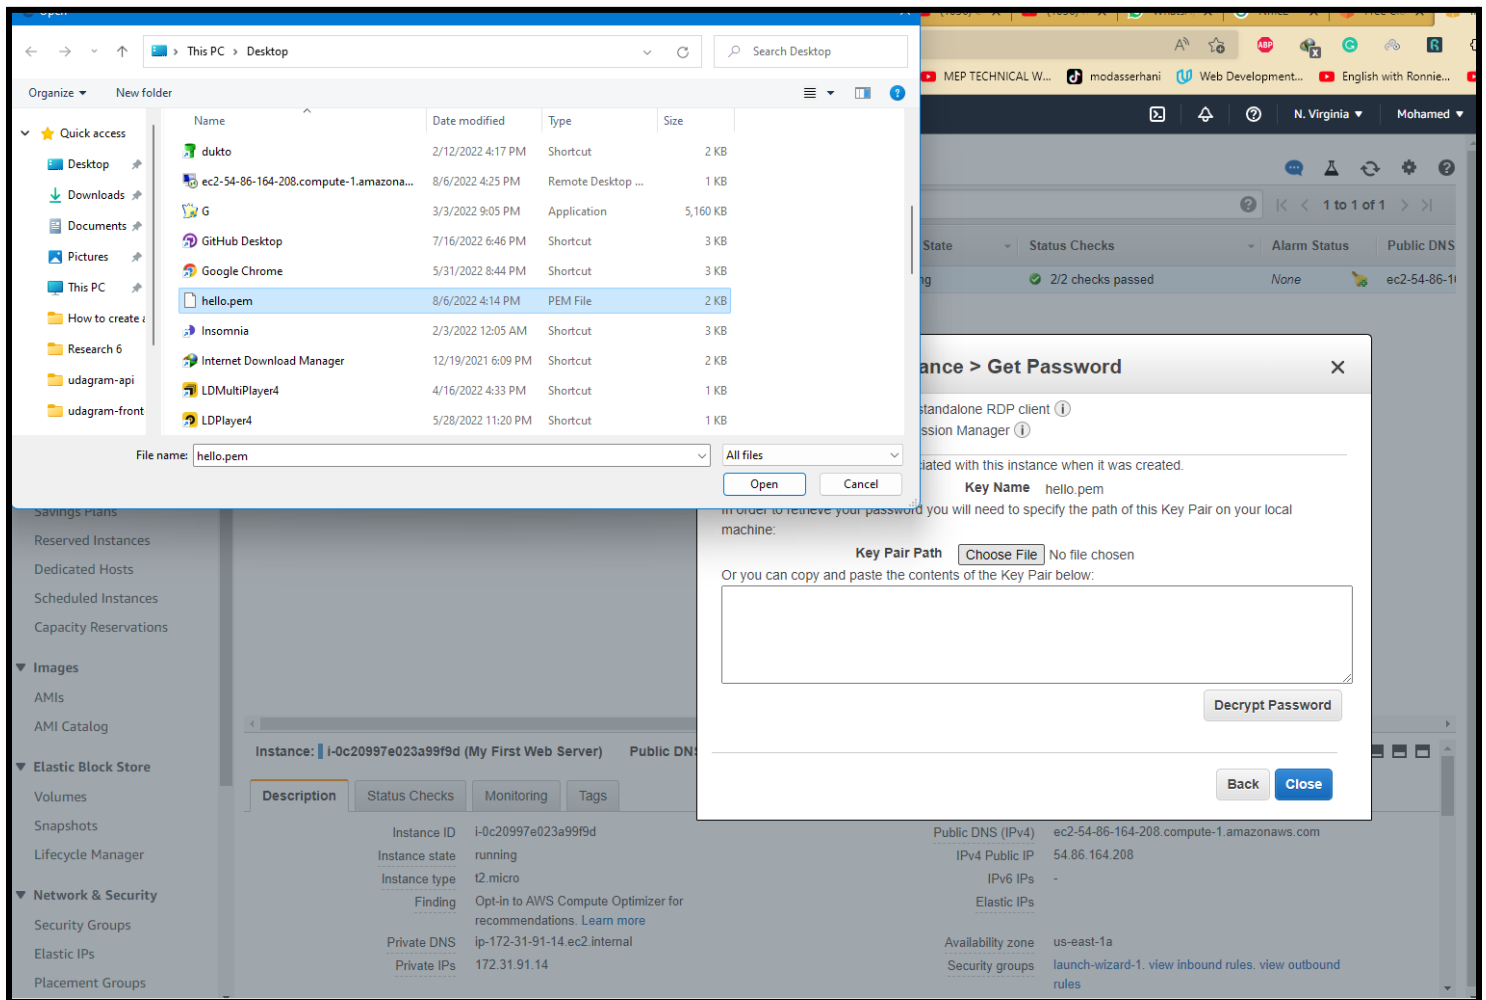 Open
This PC > Desktop
Search Desktop
Organize
New folder
Name
Date modified
Type
Size
Quick access
Desktop
Downloads
Documents
Pictures
This PC
How to create a
Research 6
udagram-api
udagram-front
dukto 2/12/2022 4:17 PM Shortcut 2 KB
ec2-54-86-164-208.compute-1.amazona... 8/6/2022 4:25 PM Remote Desktop ... 1 KB
G 3/3/2022 9:05 PM Application 5,160 KB
GitHub Desktop 7/16/2022 6:46 PM Shortcut 3 KB
Google Chrome 5/31/2022 8:44 PM Shortcut 3 KB
hello.pem 8/6/2022 4:14 PM PEM File 2 KB
Insomnia 2/3/2022 12:05 AM Shortcut 3 KB
Internet Download Manager 12/19/2021 6:09 PM Shortcut 2 KB
LDMultiPlayer4 4/16/2022 4:33 PM Shortcut 1 KB
LDPlayer4 5/28/2022 11:20 PM Shortcut 1 KB
File name: hello.pem
All files
Open
Cancel
ABP
MEP TECHNICAL W...
modasserhani
Web Development...
English with Ronnie...
N. Virginia
Mohamed
1 to 1 of 1
State
Status Checks
Alarm Status
Public DNS
ng
2/2 checks passed
None
ec2-54-86-1
ance > Get Password
standalone RDP client
ssion Manager
iated with this instance when it was created.
Key Name hello.pem
In order to retrieve your password you will need to specify the path of this Key Pair on your local
machine:
Key Pair Path Choose File No file chosen
Or you can copy and paste the contents of the Key Pair below:
Decrypt Password
Back
Close
Savings Plans
Reserved Instances
Dedicated Hosts
Scheduled Instances
Capacity Reservations
Images
AMIs
AMI Catalog
Elastic Block Store
Volumes
Snapshots
Lifecycle Manager
Network & Security
Security Groups
Elastic IPs
Placement Groups
Instance: i-0c20997e023a99f9d (My First Web Server) Public DN
Description
Status Checks
Monitoring
Tags
Instance ID i-0c20997e023a99f9d
Instance state running
Instance type t2.micro
Finding Opt-in to AWS Compute Optimizer for
recommendations. Learn more
Private DNS ip-172-31-91-14.ec2.internal
Private IPs 172.31.91.14
Public DNS (IPv4) ec2-54-86-164-208.compute-1.amazonaws.com
IPv4 Public IP 54.86.164.208
IPv6 IPs -
Elastic IPs
Availability zone us-east-1a
Security groups launch-wizard-1. view inbound rules. view outbound
rules